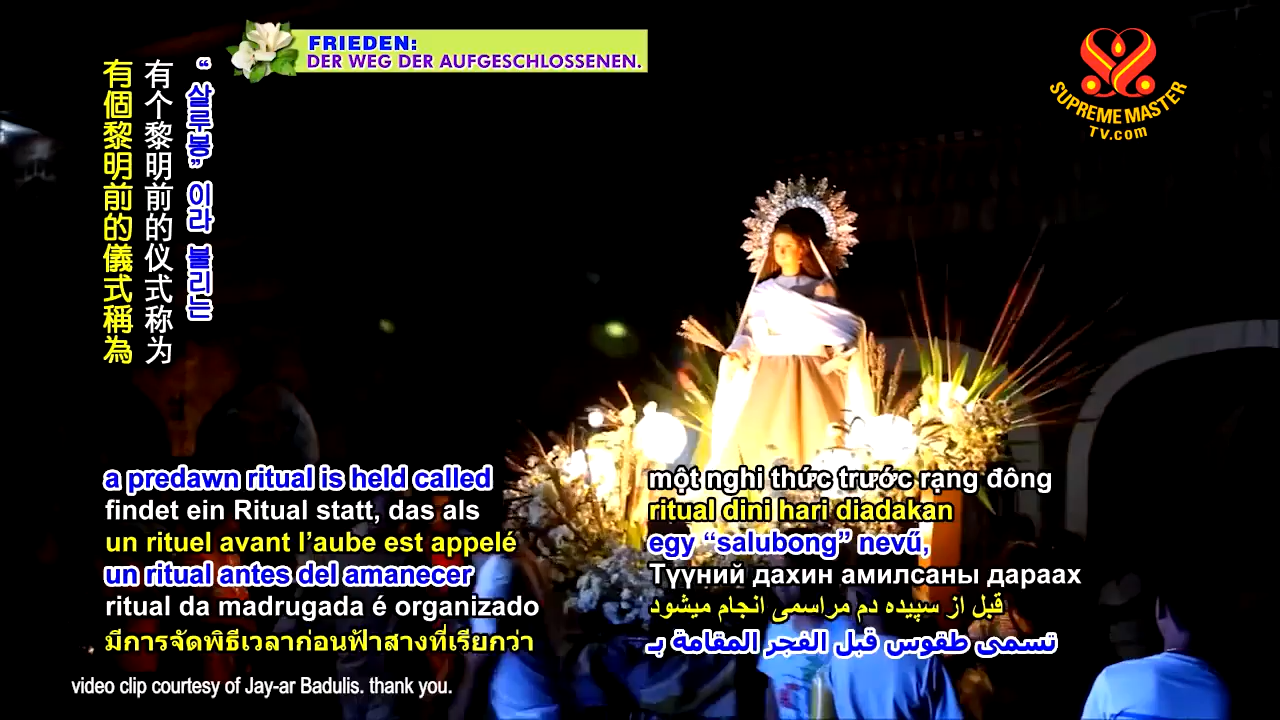 FRIEDEN:
DER WEG DER AUFGESCHLOSSENEN.
SUPREME MASTER
TV.com
“살루봉” 이라 불리는
有个黎明前的仪式称为
有個黎明前的儀式稱為
a predawn ritual is held called
findet ein Ritual statt, das als
un rituel avant l’aube est appelé
un ritual antes del amanecer
ritual da madrugada é organizado
มีการจัดพิธีเวลาก่อนฟ้าสางที่เรียกว่า
một nghi thức trước rạng đông
ritual dini hari diadakan
egy “salubong” nevű,
Түүний дахин амилсаны дараах
قبل از سپیده دم مراسمی انجام میشود
تسمى طقوس قبل الفجر المقامة بـ
video clip courtesy of Jay-ar Badulis. thank you.